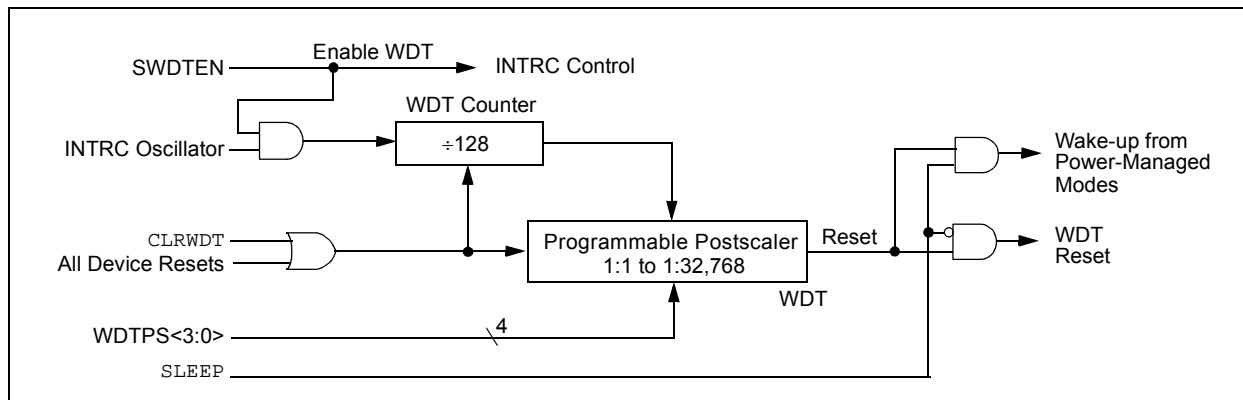 Enable WDT
SWDTEN
INTRC Control
WDT Counter
INTRC Oscillator
÷128
Wake-up from
Power-Managed
Modes
CLRWDT
All Device Resets
Programmable Postscaler
1:1 to 1:32,768
Reset
WDT
Reset
WDT
WDTPS<3:0>
4
SLEEP